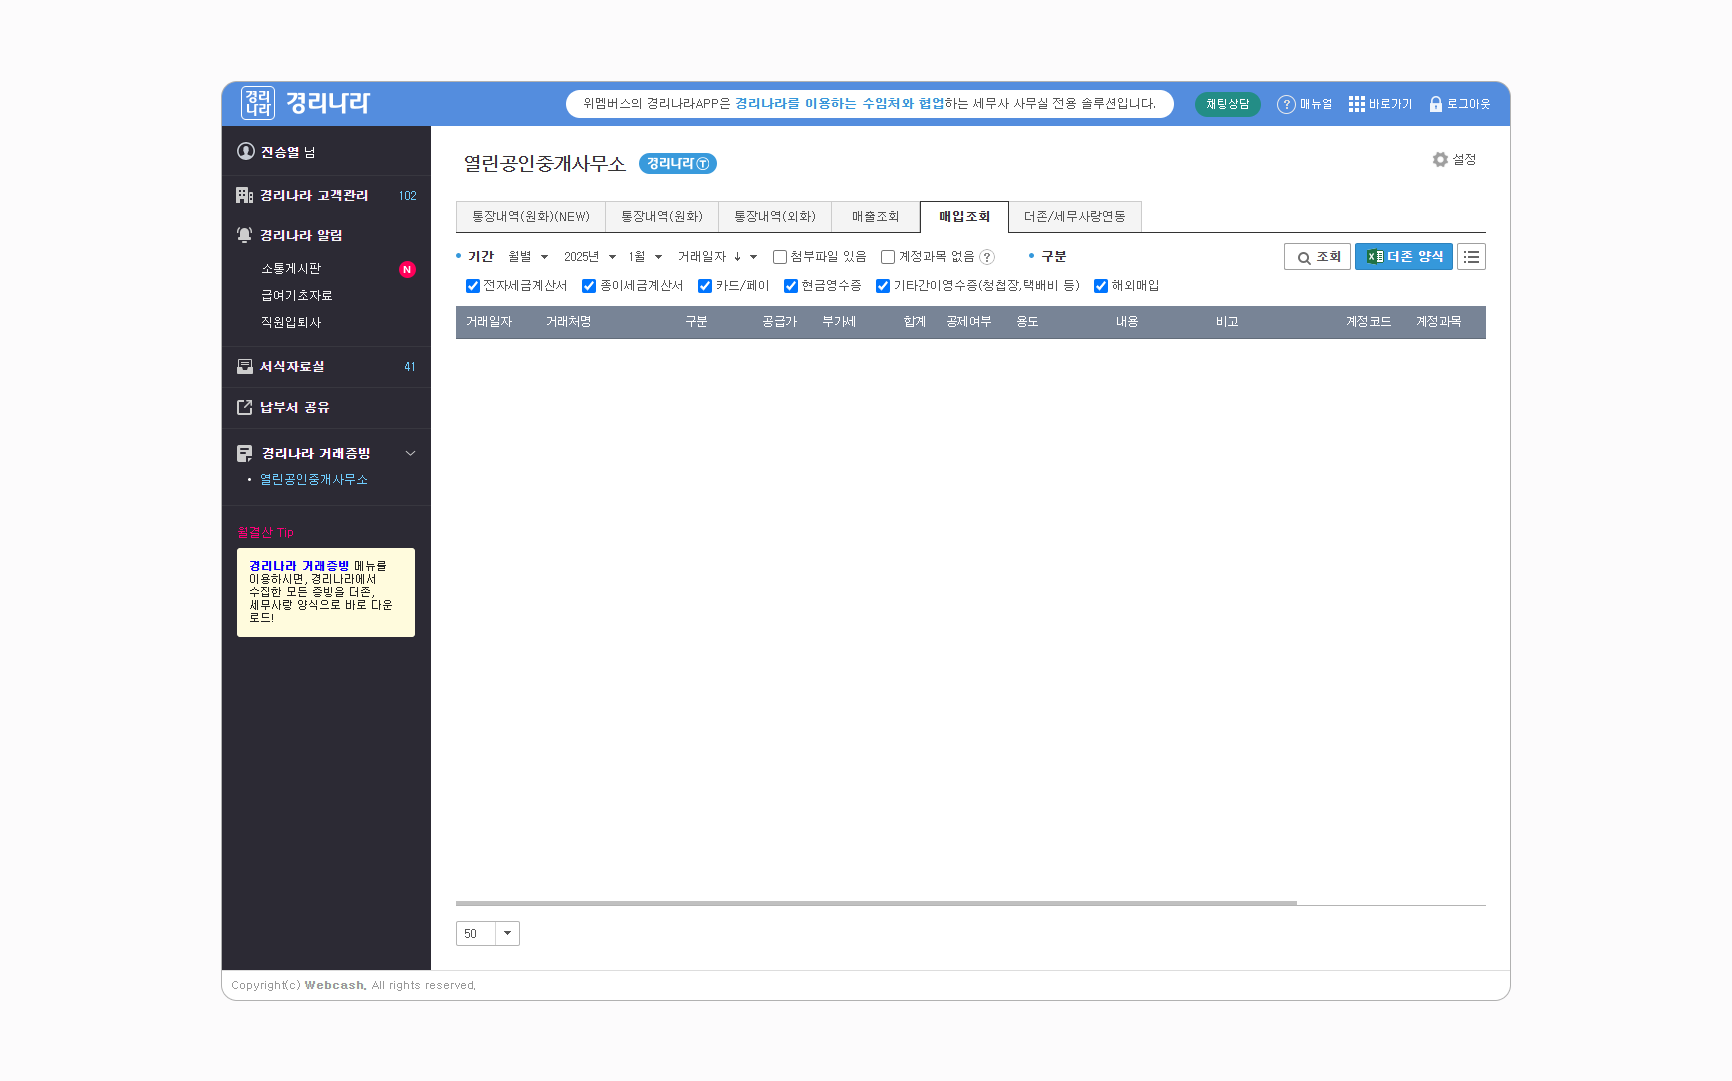 경리나라 경리나라
위멤버스의 경리나라APP은 경리나라를 이용하는 수임처와 협업하는 세무사 사무실 전용 솔루션입니다.
채팅상담 ? 매뉴얼 바로가기 로그아웃
진승열 님
경리나라 고객관리 102
경리나라 알림
소통게시판 N
급여기초자료
직원입퇴사
서식자료실 41
납부서 공유
경리나라 거래증빙
• 열린공인중개사무소
월결산 Tip
경리나라 거래증빙 메뉴를
이용하시면, 경리나라에서
수집한 모든 증빙을 더존,
세무사랑 양식으로 바로 다운
로드!
열린공인중개사무소 경리나라 T
설정
통장내역(원화)(NEW) 통장내역(원화) 통장내역(외화) 매출조회 매입조회 더존/세무사랑연동
• 기간 월별 2025년 1월 거래일자 ↓ 첨부파일 있음 계정과목 없음 ? • 구분
조회 더존 양식
전자세금계산서 종이세금계산서 카드/페이 현금영수증 기타간이영수증(청첩장,택배비 등) 해외매입
거래일자 거래처명 구분 공급가 부가세 합계 공제여부 용도 내용 비고 계정코드 계정과목
50
Copyright(c) Webcash. All rights reserved.